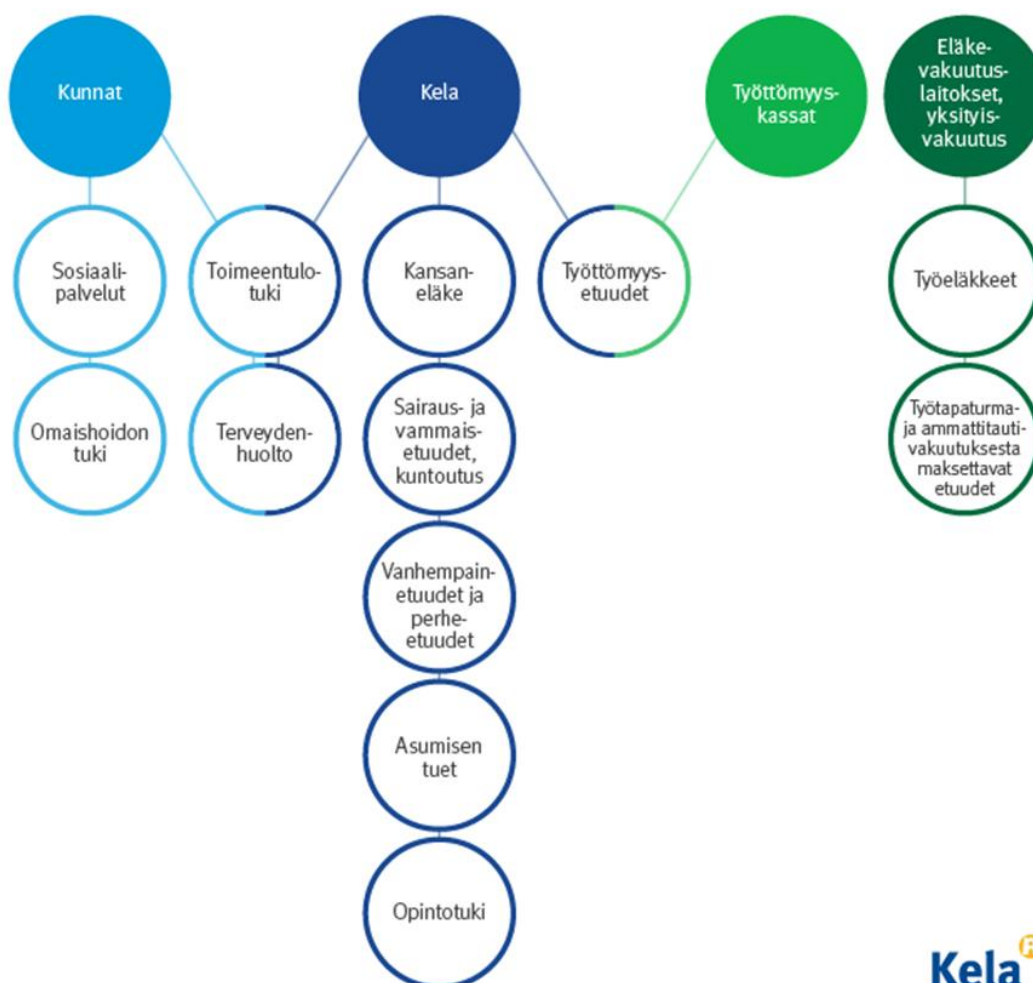 Kunnat
Kela
Työttömyys-
kassat
Eläke-
vakuutus-
laitokset,
yksityis-
vakuutus
Sosiaali-
palvelut
Toimeentulo-
tuki
Kansan-
eläke
Työttömyys-
etuudet
Työeläkkeet
Omaishoidon
tuki
Terveyden-
huolto
Sairaus- ja
vammais-
etuudet,
kuntoutus
Työtapaturma-
ja ammattitauti-
vakuutuksesta
maksettavat
etuudet
Vanhempain-
etuudet ja
perhe-
etuudet
Asumisen
tuet
Opintotuki
Kela